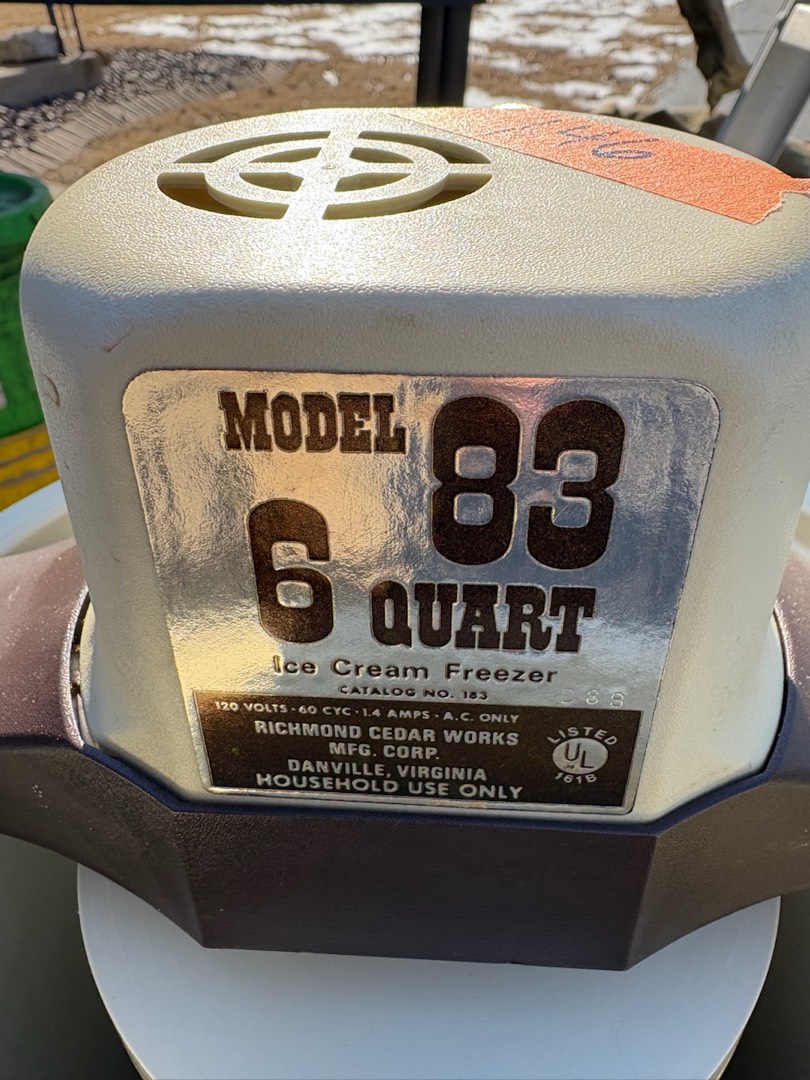 MODEL 83
6 QUART
Ice Cream Freezer
CATALOG NO. 183
D86
120 VOLTS · 60 CYC · 1.4 AMPS · A.C. ONLY
RICHMOND CEDAR WORKS
MFG. CORP.
DANVILLE, VIRGINIA
HOUSEHOLD USE ONLY
LISTED
UL
161B